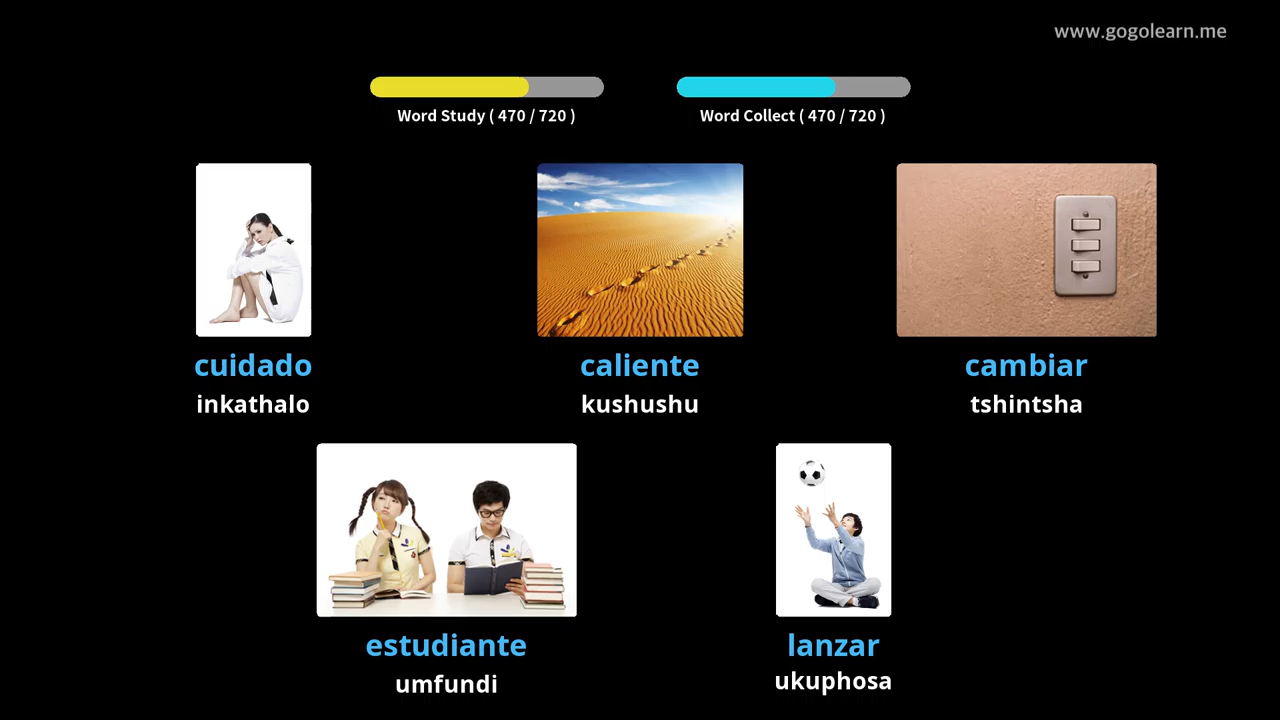 www.gogolearn.me
Word Study ( 470 / 720 )
Word Collect ( 470 / 720 )
cuidado
inkathalo
caliente
kushushu
cambiar
tshintsha
estudiante
umfundi
lanzar
ukuphosa